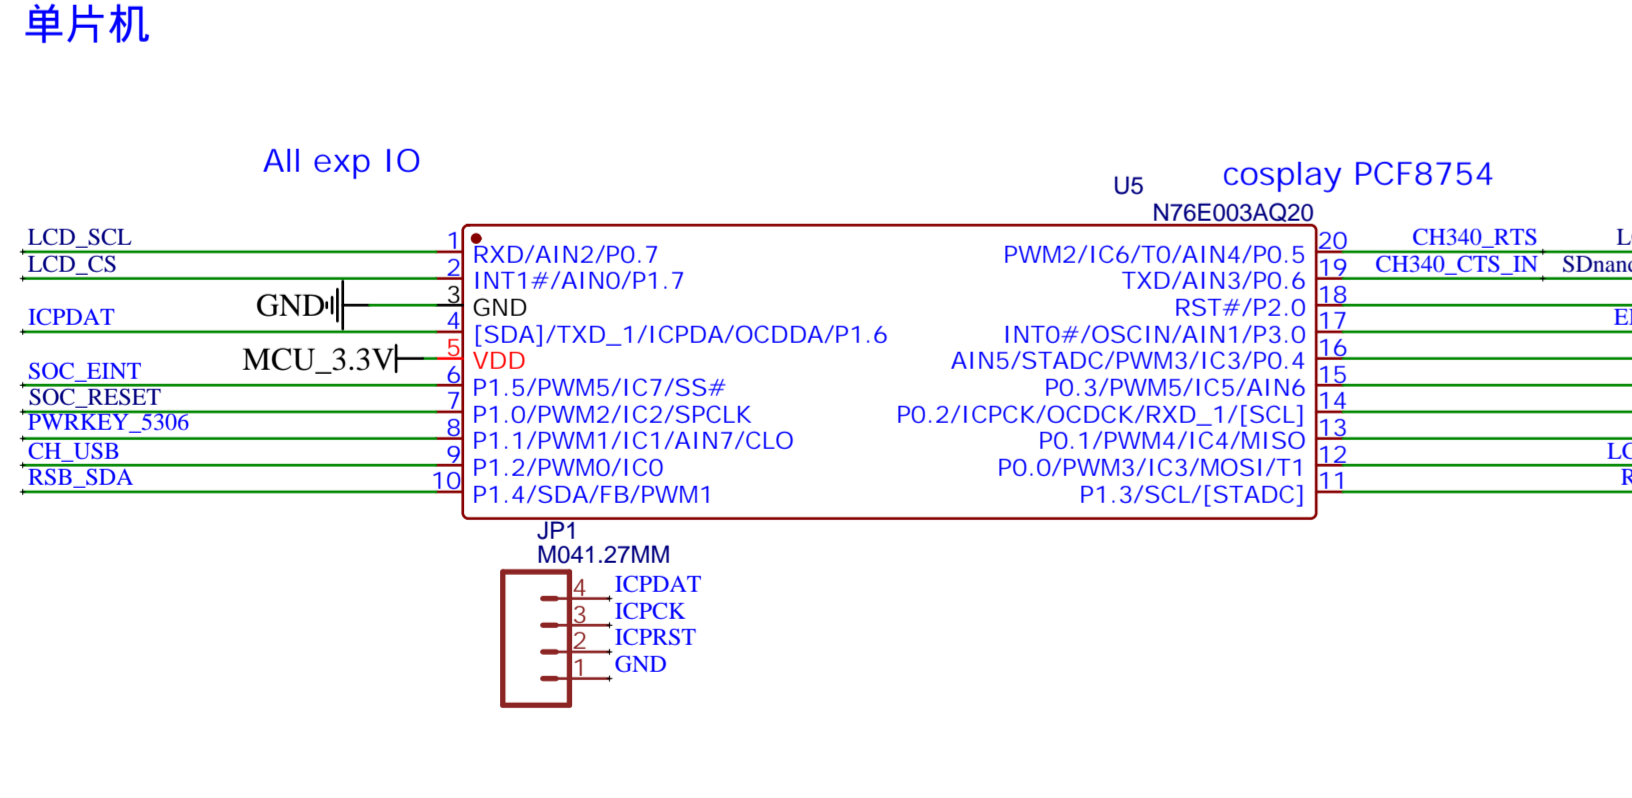 单片机
All exp IO
cosplay PCF8754
U5
N76E003AQ20
LCD_SCL 1 RXD/AIN2/P0.7 PWM2/IC6/T0/AIN4/P0.5 20 CH340_RTS
LCD_CS 2 INT1#/AIN0/P1.7 TXD/AIN3/P0.6 19 CH340_CTS_IN
GND 3 GND RST#/P2.0 18
ICPDAT 4 [SDA]/TXD_1/ICPDA/OCDDA/P1.6 INT0#/OSCIN/AIN1/P3.0 17
MCU_3.3V 5 VDD AIN5/STADC/PWM3/IC3/P0.4 16
SOC_EINT 6 P1.5/PWM5/IC7/SS# P0.3/PWM5/IC5/AIN6 15
SOC_RESET 7 P1.0/PWM2/IC2/SPCLK P0.2/ICPCK/OCDCK/RXD_1/[SCL] 14
PWRKEY_5306 8 P1.1/PWM1/IC1/AIN7/CLO P0.1/PWM4/IC4/MISO 13
CH_USB 9 P1.2/PWM0/IC0 P0.0/PWM3/IC3/MOSI/T1 12
RSB_SDA 10 P1.4/SDA/FB/PWM1 P1.3/SCL/[STADC] 11
JP1
M041.27MM
4 ICPDAT
3 ICPCK
2 ICPRST
1 GND